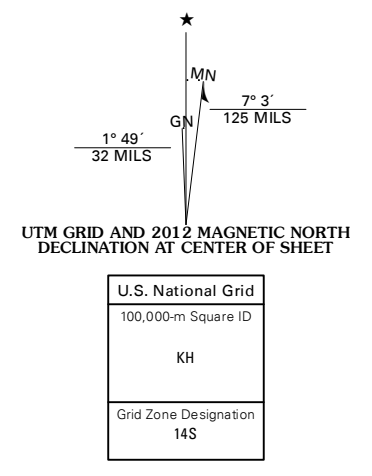 ★
MN
7° 3´
125 MILS
GN
1° 49´
32 MILS
UTM GRID AND 2012 MAGNETIC NORTH
DECLINATION AT CENTER OF SHEET
U.S. National Grid
100,000-m Square ID
KH
Grid Zone Designation
14S